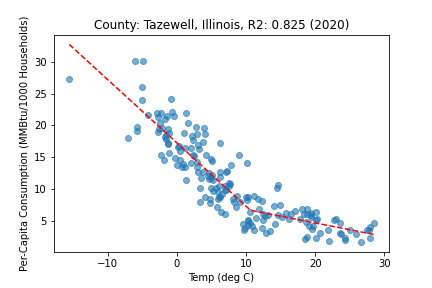 County: Tazewell, Illinois, R2: 0.825 (2020)
Per-Capita Consumption (MMBtu/1000 Households)
30
25
20
15
10
5
−10 0 10 20 30
Temp (deg C)